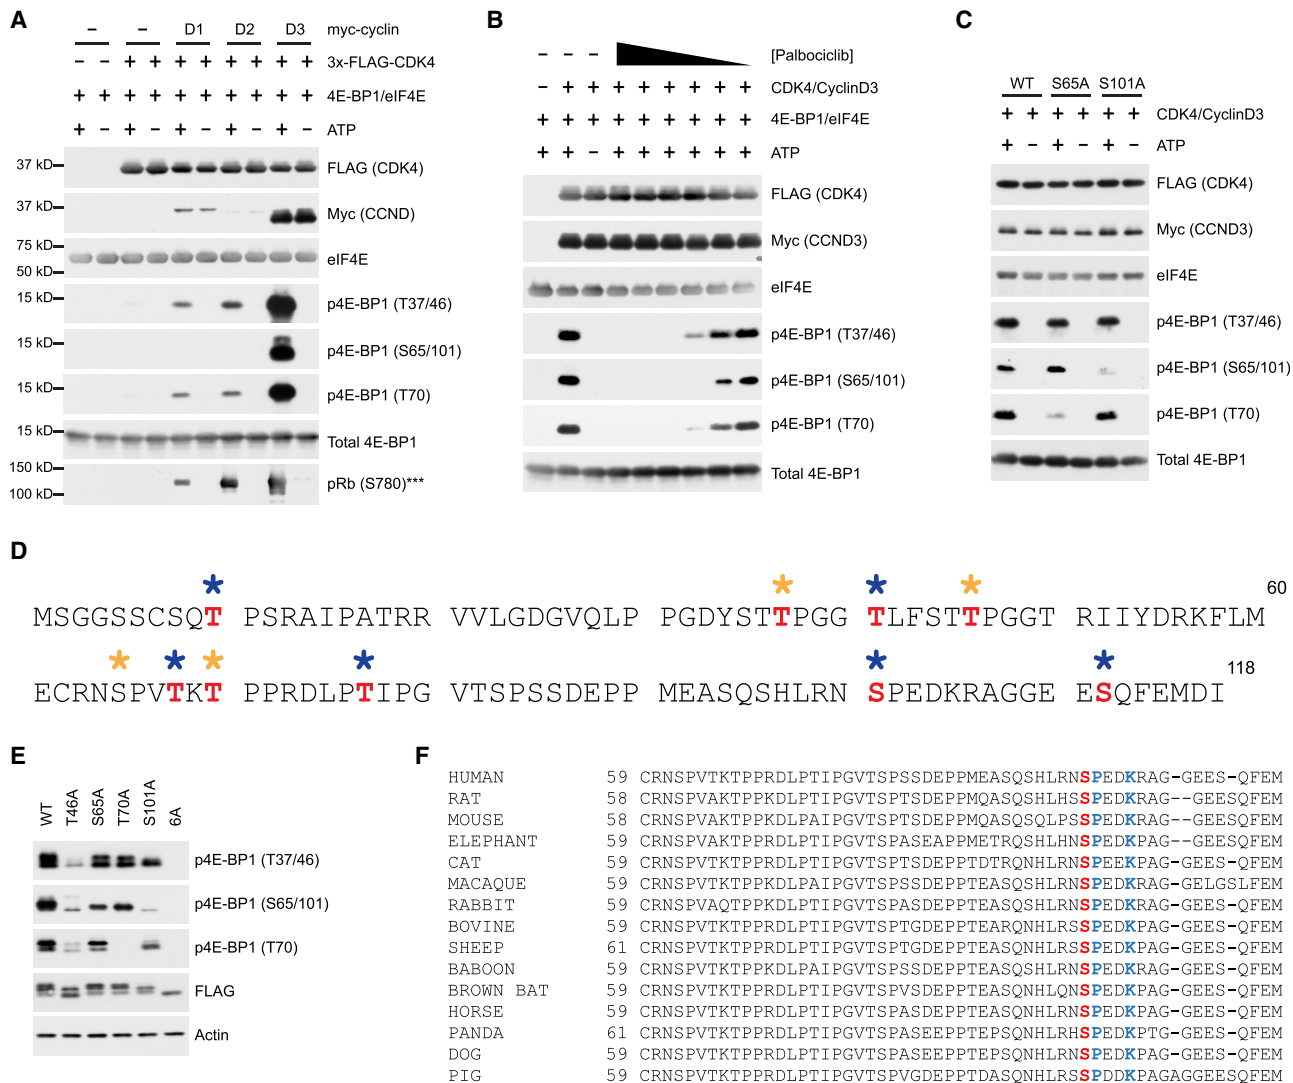 A
– – D1 D2 D3 myc-cyclin
– – + + + + + + + + 3x-FLAG-CDK4
+ + + + + + + + + + 4E-BP1/eIF4E
+ – + – + – + – + – ATP
37 kD FLAG (CDK4)
37 kD Myc (CCND)
75 kD
50 kD eIF4E
15 kD p4E-BP1 (T37/46)
15 kD p4E-BP1 (S65/101)
15 kD p4E-BP1 (T70)
15 kD Total 4E-BP1
150 kD
100 kD pRb (S780)***
B
– – – [Palbociclib]
– + + + + + + + + CDK4/CyclinD3
+ + + + + + + + + 4E-BP1/eIF4E
+ + – + + + + + + ATP
FLAG (CDK4)
Myc (CCND3)
eIF4E
p4E-BP1 (T37/46)
p4E-BP1 (S65/101)
p4E-BP1 (T70)
Total 4E-BP1
C
WT S65A S101A
+ + + + + + CDK4/CyclinD3
+ – + – + – ATP
FLAG (CDK4)
Myc (CCND3)
eIF4E
p4E-BP1 (T37/46)
p4E-BP1 (S65/101)
p4E-BP1 (T70)
Total 4E-BP1
D
* * * *
MSGGSSCSQT PSRAIPATRR VVLGDGVQLP PGDYSTTPGG TLFSTTPGGT RIIYDRKFLM 60
* * * * * *
ECRNSPVTKT PPRDLPTIPG VTSPSSDEPP MEASQSHLRN SPEDKRAGGE ESQFEMDI 118
E
WT T46A S65A T70A S101A 6A
p4E-BP1 (T37/46)
p4E-BP1 (S65/101)
p4E-BP1 (T70)
FLAG
Actin
F
HUMAN 59 CRNSPVTKTPPRDLPTIPGVTSPSSDEPPMEASQSHLRNSPEDKRAG-GEES-QFEM
RAT 58 CRNSPVAKTPPKDLPTIPGVTSPTSDEPPMQASQSHLHSSPEDKRAG--GEESQFEM
MOUSE 58 CRNSPVAKTPPKDLPAIPGVTSPTSDEPPMQASQSQLPSSPEDKRAG--GEESQFEM
ELEPHANT 59 CRNSPVTKTPPRDLPTIPGVTSPASEAPPMETRQSHLHNSPEDKRAG--GEESQFEM
CAT 59 CRNSPVTKTPPRDLPTIPGVTSPTSDEPPTDTRQNHLRNSPEEKRAG-GEES-QFEM
MACAQUE 59 CRNSPVTKTPPRDLPAIPGVTSPSSDEPPTEASQSHLRNSPEDKRAG-GELGSLFEM
RABBIT 59 CRNSPVAQTPPKDLPTIPGVTSPTSDEPPMEASQSHLRNSPEDKRAG-GEES-QFEM
BOVINE 59 CRNSPVTKTPPRDLPTIPGVTSPTGDEPPTEARQNHLRSSPEDKPAG-GEES-QFEM
SHEEP 61 CRNSPVTKTPPRDLPTIPGVTSPTGDEPPTEARQNHLRSSPEDKPAG-GEES-QFEM
BABOON 59 CRNSPVTKTPPKDLPAIPGVTSPSSDEPPTEASQSHLRNSPEDKRAG-GEES-QFEM
BROWN BAT 59 CRNSPVTKTPPRDLPTIPGVTSPVSDEPPTEASQNHLQNSPEDKPAG-GEES-QFEM
HORSE 59 CRNSPVTKTPPRDLPTIPGVTSPASDEPPTEASQNHLRNSPEDKPAG-GEES-QFEM
PANDA 61 CRNSPVTKTPPRDLPTIPGVTSPASEEPPTEPSQSHLRHSPEDKPTG-GEES-QFEM
DOG 59 CRNSPVTKTPPRDLPTIPGVTSPASEEPPTEPSQNHLRNSPEDKPAG-GEES-QFEM
PIG 59 CRNSPVTKTPPRDLPTIPGVTSPVGDEPPTDASQNHLRNSPDDKPAGAGGEES-QFEM